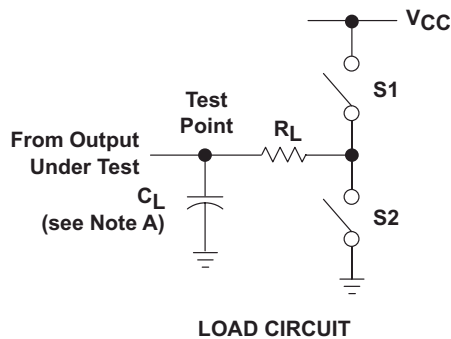 VCC
S1
Test
Point
RL
From Output
Under Test
CL
(see Note A)
S2
LOAD CIRCUIT